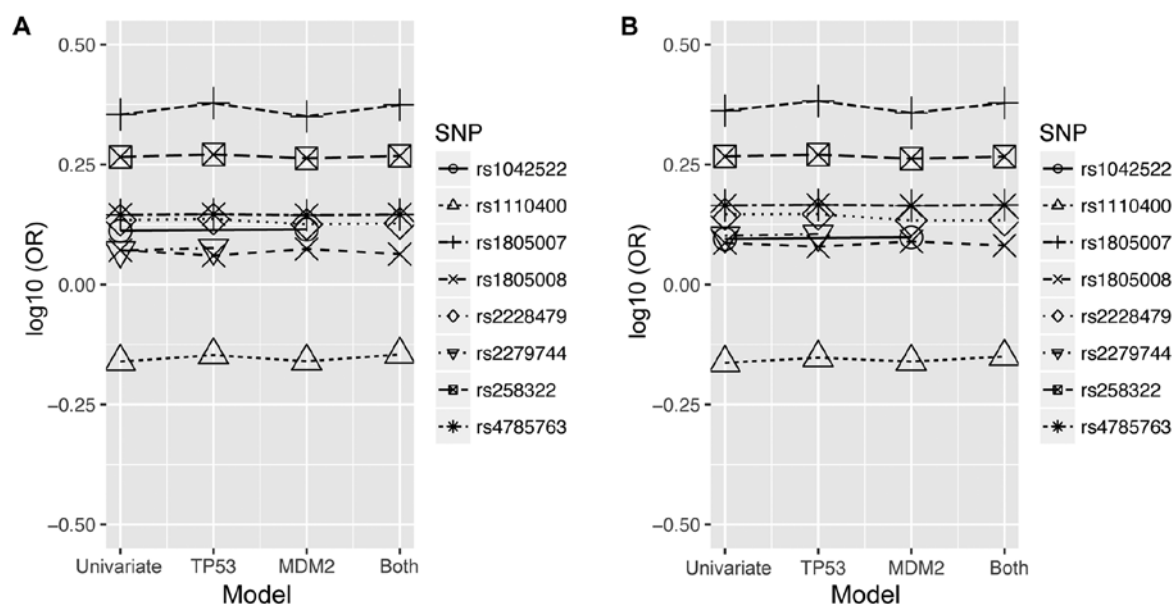 A
log10 (OR)
0.50
0.25
0.00
−0.25
−0.50
Univariate TP53 MDM2 Both
Model
SNP
rs1042522
rs1110400
rs1805007
rs1805008
rs2228479
rs2279744
rs258322
rs4785763
B
log10 (OR)
0.50
0.25
0.00
−0.25
−0.50
Univariate TP53 MDM2 Both
Model
SNP
rs1042522
rs1110400
rs1805007
rs1805008
rs2228479
rs2279744
rs258322
rs4785763